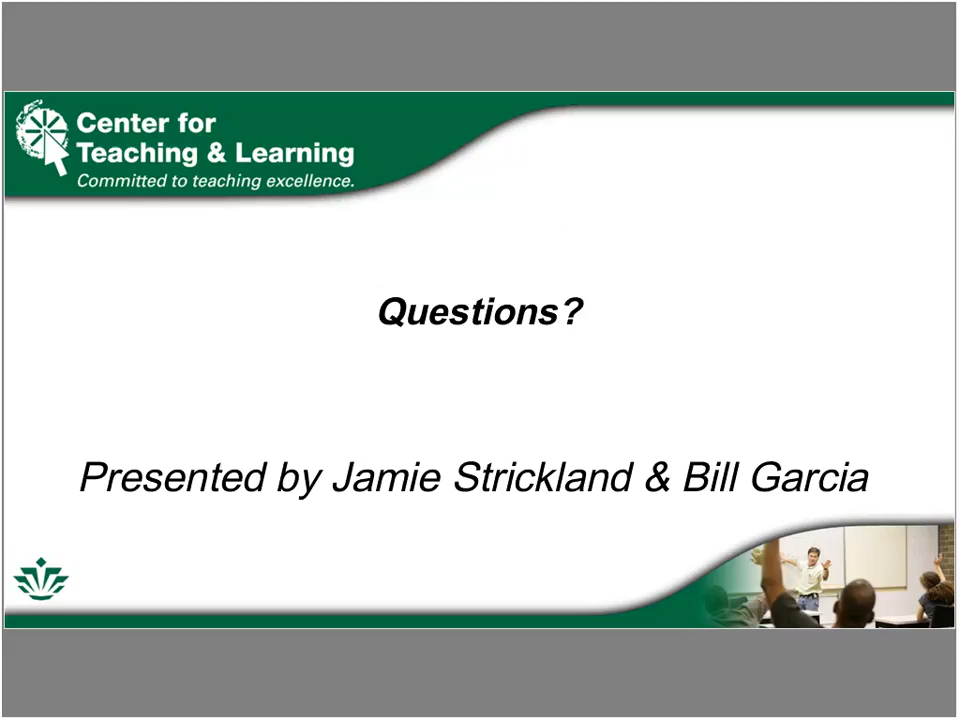 Center for
Teaching & Learning
Committed to teaching excellence.
Questions?
Presented by Jamie Strickland & Bill Garcia